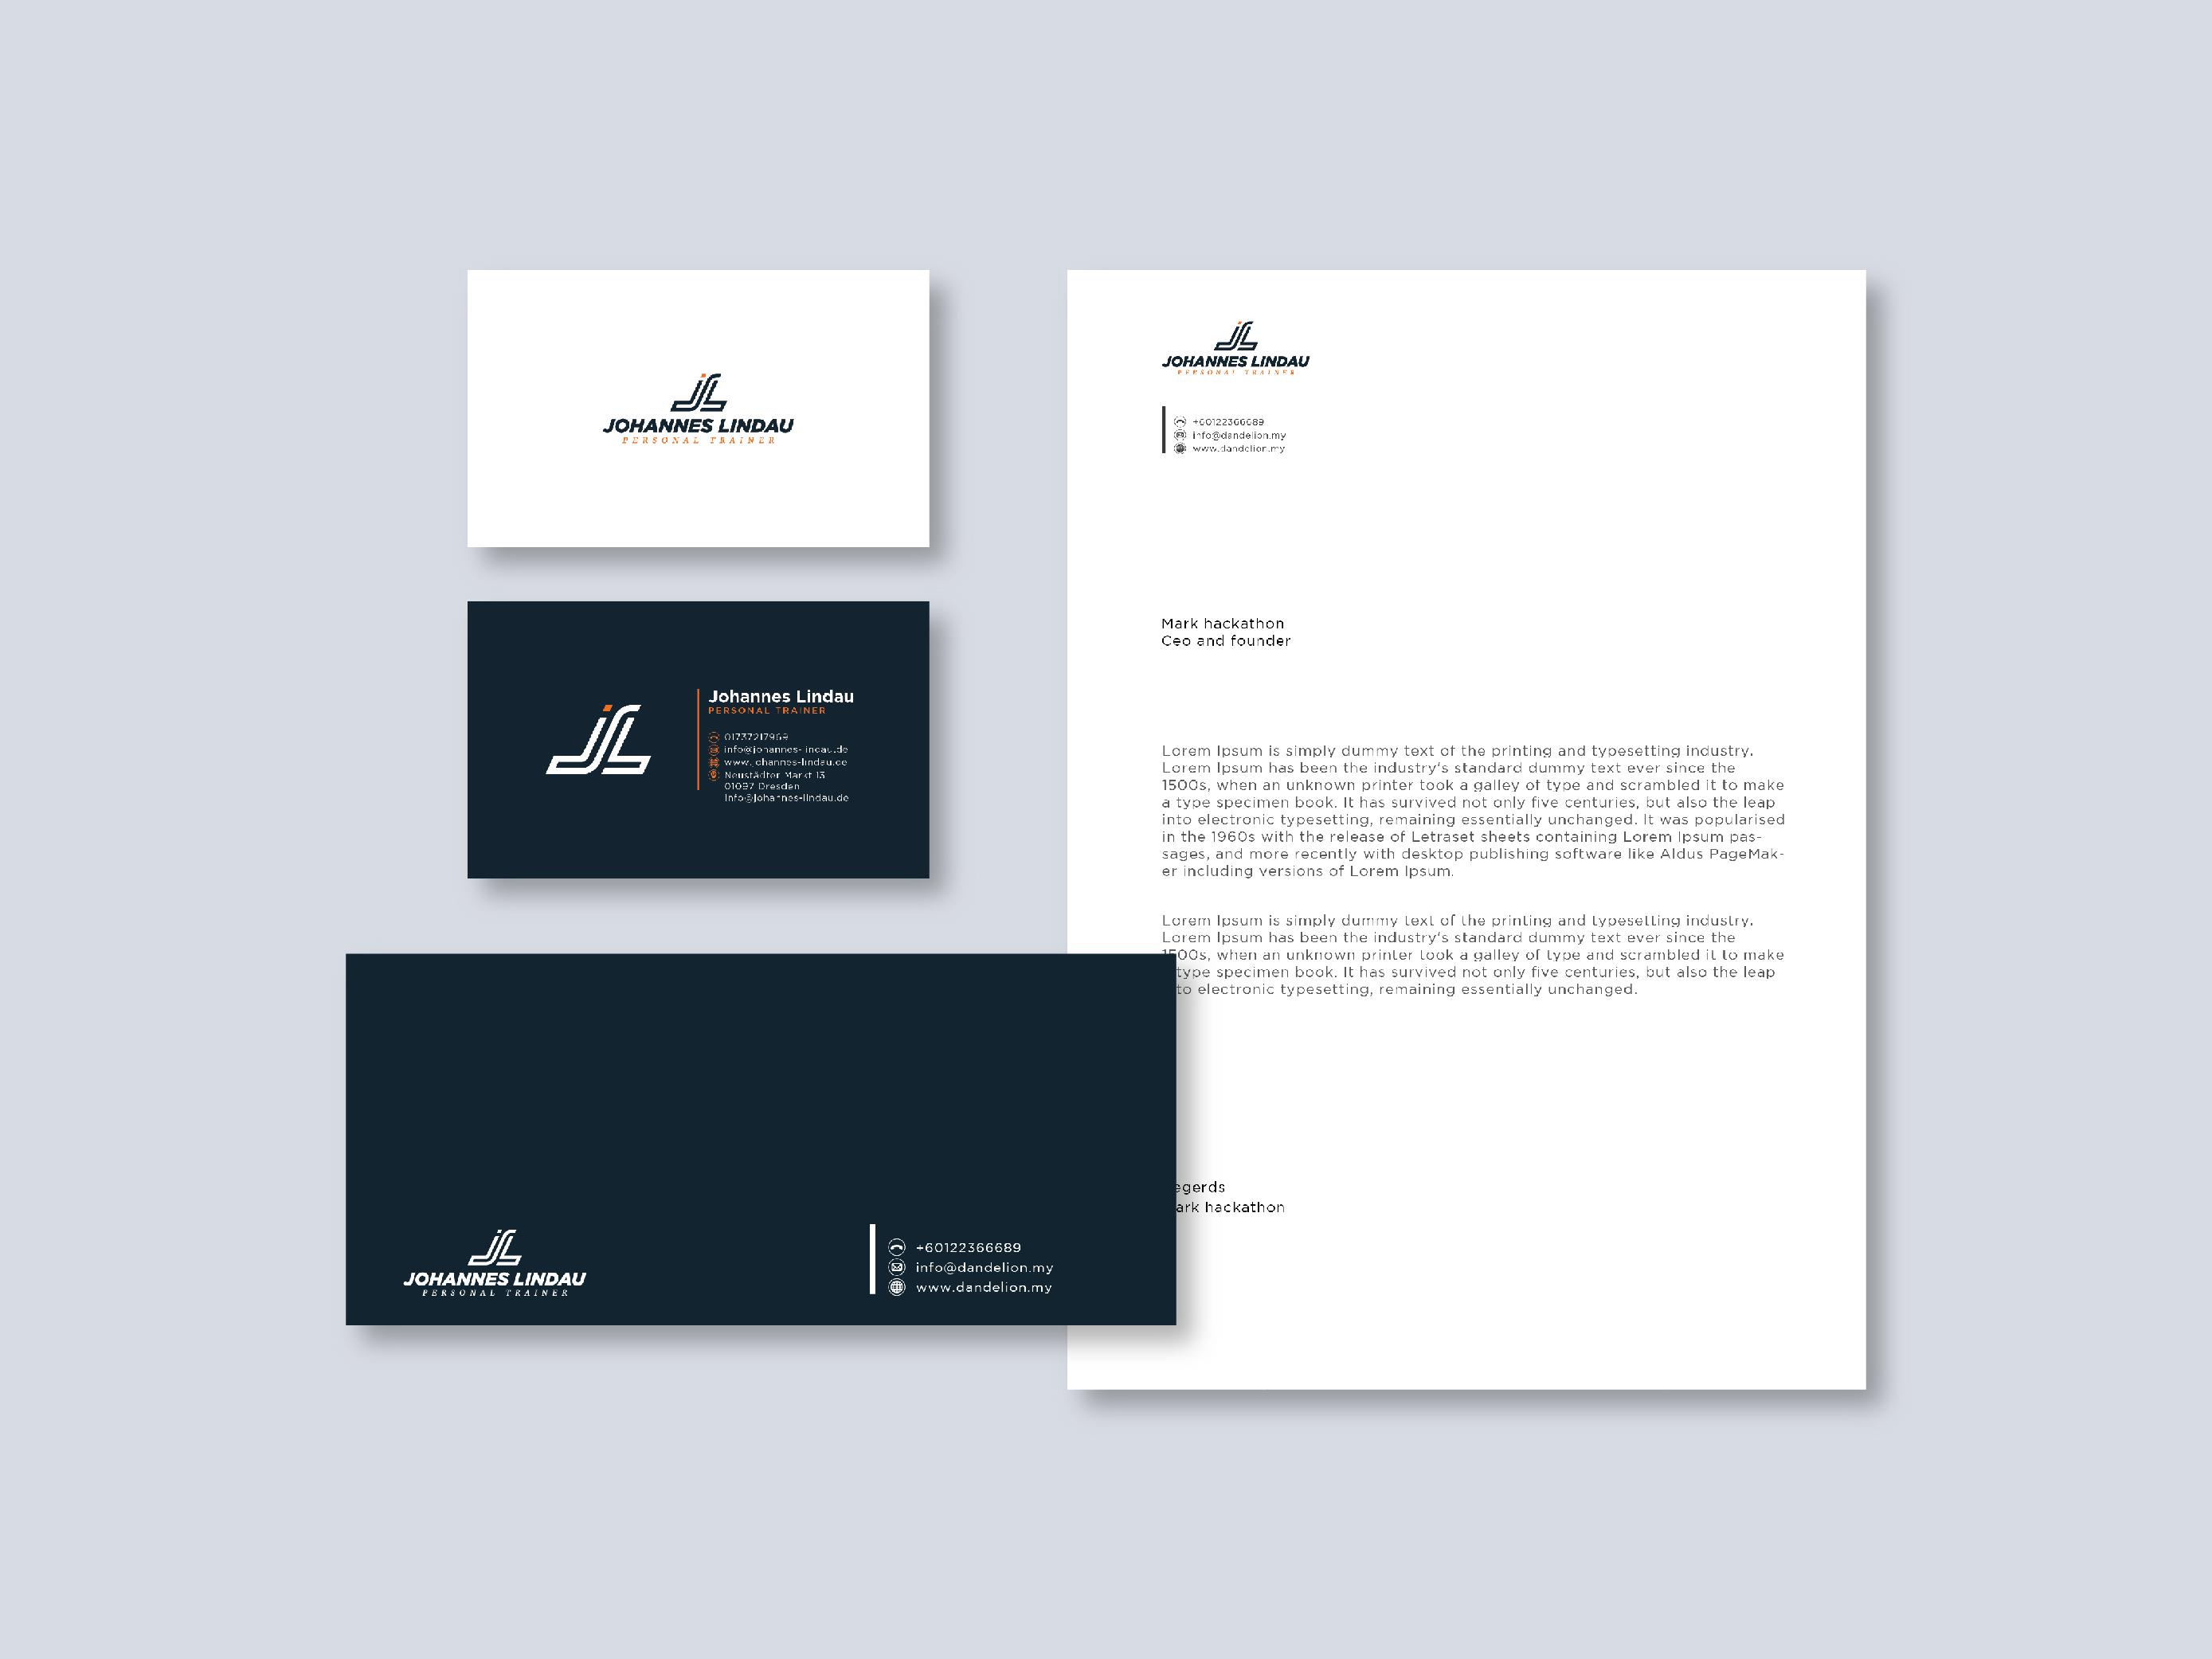 JL
JOHANNES LINDAU
PERSONAL TRAINER
JL
Johannes Lindau
PERSONAL TRAINER
01737217969
info@johannes-lindau.de
www.johannes-lindau.de
Neustädter Markt 13
01097 Dresden
info@johannes-lindau.de
JL
JOHANNES LINDAU
PERSONAL TRAINER
+60122366689
info@dandelion.my
www.dandelion.my
JL
JOHANNES LINDAU
PERSONAL TRAINER
+60122366689
info@dandelion.my
www.dandelion.my
Mark hackathon
Ceo and founder
Lorem Ipsum is simply dummy text of the printing and typesetting industry.
Lorem Ipsum has been the industry's standard dummy text ever since the
1500s, when an unknown printer took a galley of type and scrambled it to make
a type specimen book. It has survived not only five centuries, but also the leap
into electronic typesetting, remaining essentially unchanged. It was popularised
in the 1960s with the release of Letraset sheets containing Lorem Ipsum pas-
sages, and more recently with desktop publishing software like Aldus PageMak-
er including versions of Lorem Ipsum.
Lorem Ipsum is simply dummy text of the printing and typesetting industry.
Lorem Ipsum has been the industry's standard dummy text ever since the
1500s, when an unknown printer took a galley of type and scrambled it to make
type specimen book. It has survived not only five centuries, but also the leap
to electronic typesetting, remaining essentially unchanged.
egerds
ark hackathon